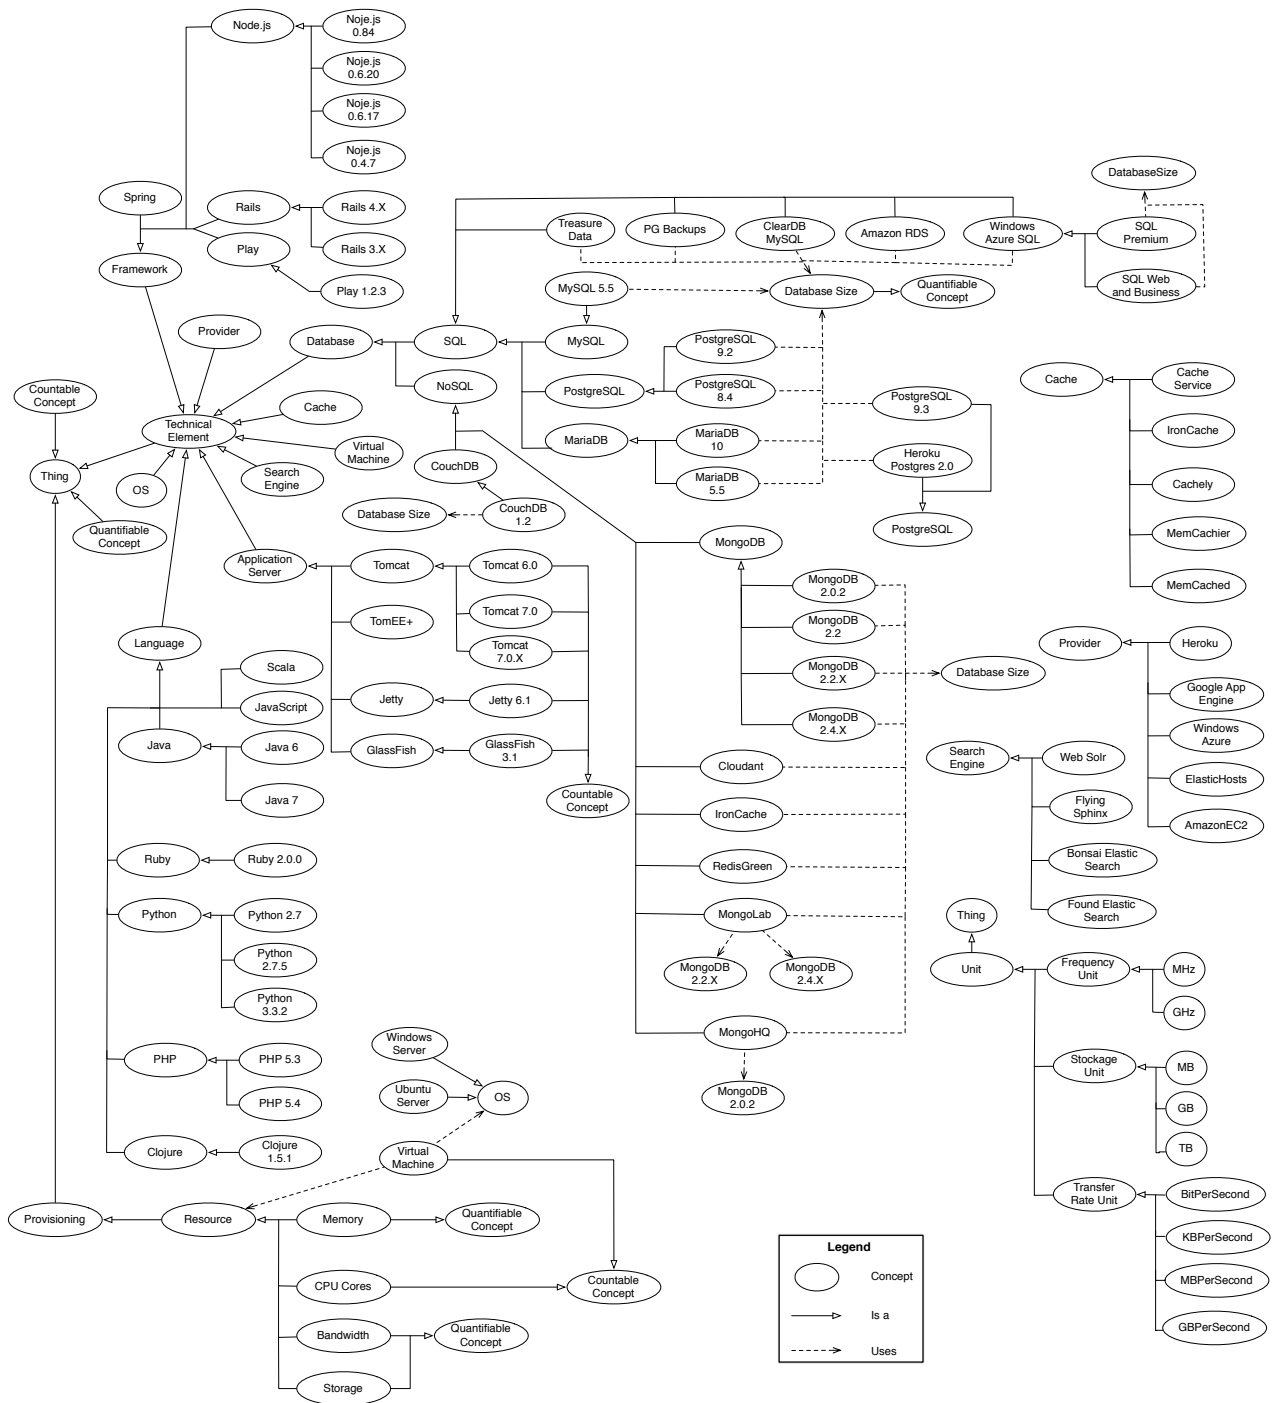 Node.js
Noje.js
0.84
Noje.js
0.6.20
Noje.js
0.6.17
Noje.js
0.4.7
Spring
Rails
Rails 4.X
Play
Rails 3.X
Framework
Play 1.2.3
Treasure
Data
PG Backups
ClearDB
MySQL
Amazon RDS
Windows
Azure SQL
DatabaseSize
SQL
Premium
SQL Web
and Business
MySQL 5.5
Database Size
Quantifiable
Concept
Provider
Database
SQL
MySQL
PostgreSQL
9.2
NoSQL
PostgreSQL
PostgreSQL
8.4
PostgreSQL
9.3
MariaDB
MariaDB
10
Heroku
Postgres 2.0
MariaDB
5.5
PostgreSQL
Cache
Cache
Service
IronCache
Cachely
MemCachier
MemCached
Countable
Concept
Technical
Element
Cache
Virtual
Machine
Search
Engine
Thing
OS
Quantifiable
Concept
CouchDB
Database Size
CouchDB
1.2
Application
Server
Tomcat
Tomcat 6.0
TomEE+
Tomcat 7.0
Tomcat
7.0.X
Jetty
Jetty 6.1
GlassFish
GlassFish
3.1
Countable
Concept
MongoDB
MongoDB
2.0.2
MongoDB
2.2
MongoDB
2.2.X
Database Size
MongoDB
2.4.X
Cloudant
IronCache
RedisGreen
MongoLab
MongoDB
2.2.X
MongoDB
2.4.X
MongoHQ
MongoDB
2.0.2
Provider
Heroku
Google App
Engine
Windows
Azure
ElasticHosts
AmazonEC2
Search
Engine
Web Solr
Flying
Sphinx
Bonsai Elastic
Search
Found Elastic
Search
Language
Scala
JavaScript
Java
Java 6
Java 7
Ruby
Ruby 2.0.0
Python
Python 2.7
Python
2.7.5
Python
3.3.2
PHP
PHP 5.3
PHP 5.4
Clojure
Clojure
1.5.1
Windows
Server
Ubuntu
Server
OS
Virtual
Machine
Thing
Unit
Frequency
Unit
MHz
GHz
Stockage
Unit
MB
GB
TB
Transfer
Rate Unit
BitPerSecond
KBPerSecond
MBPerSecond
GBPerSecond
Provisioning
Resource
Memory
Quantifiable
Concept
CPU Cores
Countable
Concept
Bandwidth
Quantifiable
Concept
Storage
Legend
Concept
Is a
Uses